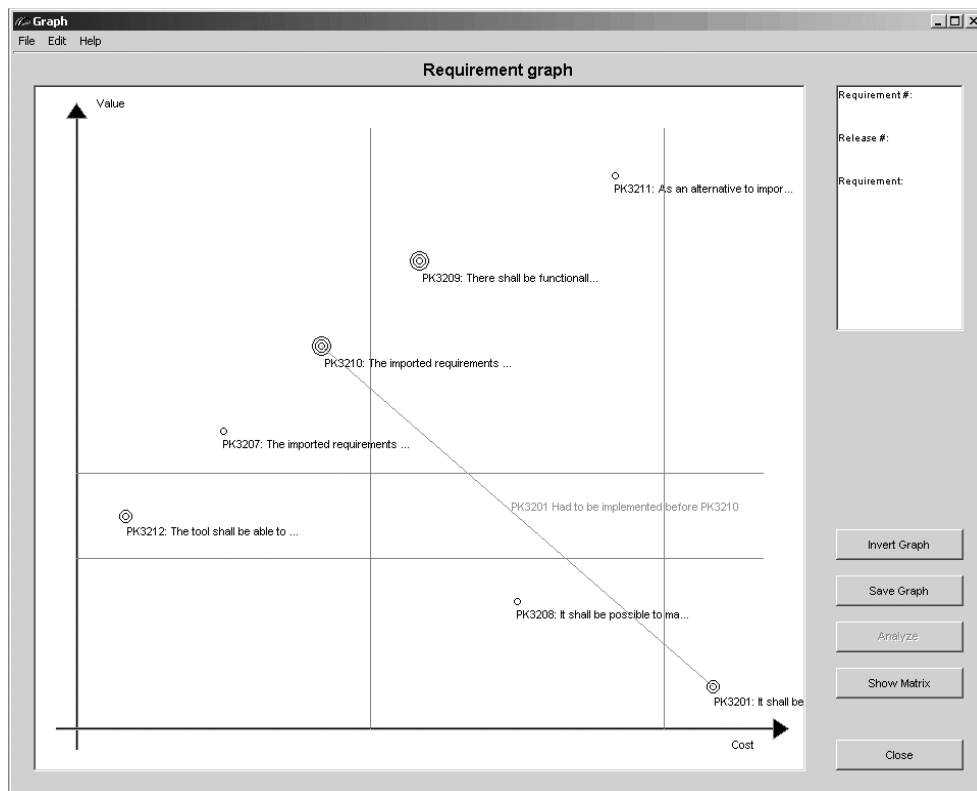 Graph
File Edit Help
Requirement graph
Value
Requirement #:
Release #:
Requirement:
PK3211: As an alternative to impor...
PK3209: There shall be functionall...
PK3210: The imported requirements ...
PK3207: The imported requirements ...
PK3201 Had to be implemented before PK3210
PK3212: The tool shall be able to ...
PK3208: It shall be possible to ma...
PK3201: It shall be
Cost
Invert Graph
Save Graph
Analyze
Show Matrix
Close